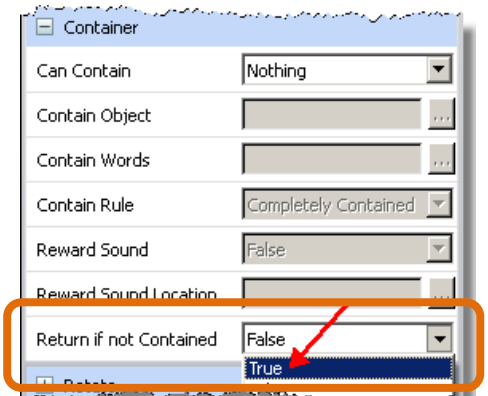 Container
Can Contain Nothing
Contain Object ...
Contain Words ...
Contain Rule Completely Contained
Reward Sound False
Reward Sound Location ...
Return if not Contained False
True
Rotate